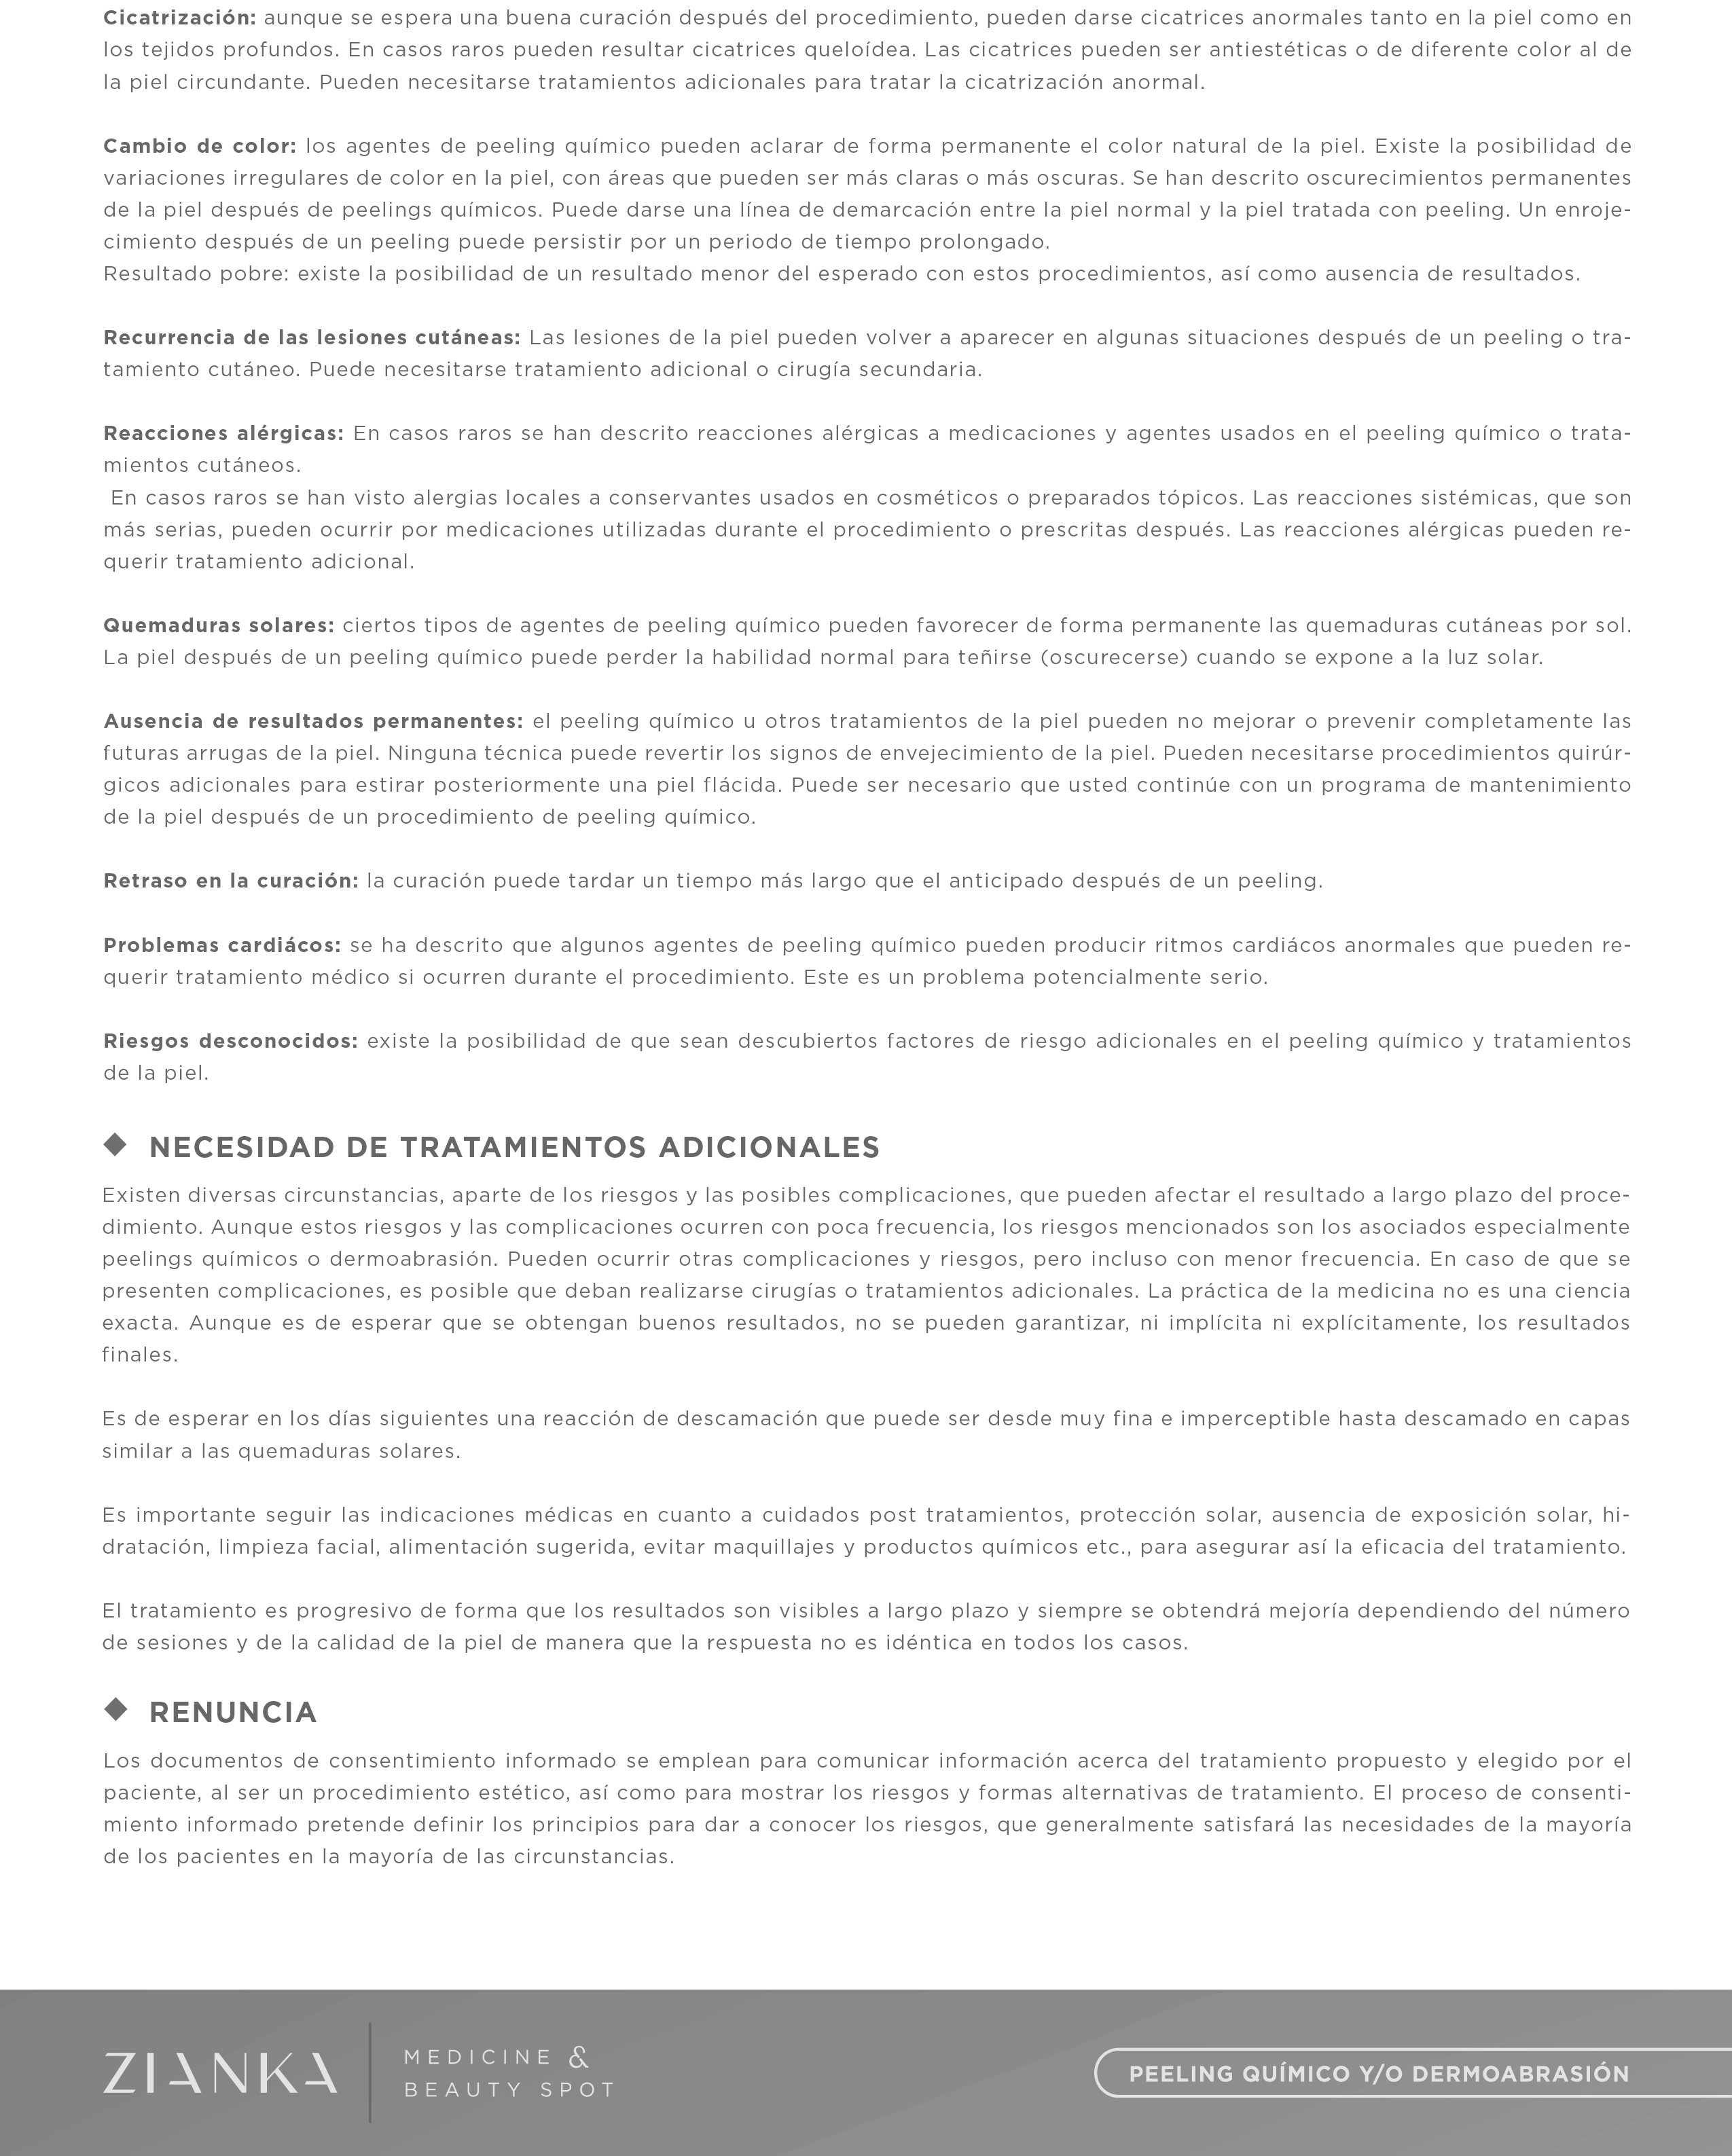 Cicatrización: aunque se espera una buena curación después del procedimiento, pueden darse cicatrices anormales tanto en la piel como en
los tejidos profundos. En casos raros pueden resultar cicatrices queloídea. Las cicatrices pueden ser antiestéticas o de diferente color al de
la piel circundante. Pueden necesitarse tratamientos adicionales para tratar la cicatrización anormal.
Cambio de color: los agentes de peeling químico pueden aclarar de forma permanente el color natural de la piel. Existe la posibilidad de
variaciones irregulares de color en la piel, con áreas que pueden ser más claras o más oscuras. Se han descrito oscurecimientos permanentes
de la piel después de peelings químicos. Puede darse una línea de demarcación entre la piel normal y la piel tratada con peeling. Un enroje-
cimiento después de un peeling puede persistir por un periodo de tiempo prolongado.
Resultado pobre: existe la posibilidad de un resultado menor del esperado con estos procedimientos, así como ausencia de resultados.
Recurrencia de las lesiones cutáneas: Las lesiones de la piel pueden volver a aparecer en algunas situaciones después de un peeling o tra-
tamiento cutáneo. Puede necesitarse tratamiento adicional o cirugía secundaria.
Reacciones alérgicas: En casos raros se han descrito reacciones alérgicas a medicaciones y agentes usados en el peeling químico o trata-
mientos cutáneos.
En casos raros se han visto alergias locales a conservantes usados en cosméticos o preparados tópicos. Las reacciones sistémicas, que son
más serias, pueden ocurrir por medicaciones utilizadas durante el procedimiento o prescritas después. Las reacciones alérgicas pueden re-
querir tratamiento adicional.
Quemaduras solares: ciertos tipos de agentes de peeling químico pueden favorecer de forma permanente las quemaduras cutáneas por sol.
La piel después de un peeling químico puede perder la habilidad normal para teñirse (oscurecerse) cuando se expone a la luz solar.
Ausencia de resultados permanentes: el peeling químico u otros tratamientos de la piel pueden no mejorar o prevenir completamente las
futuras arrugas de la piel. Ninguna técnica puede revertir los signos de envejecimiento de la piel. Pueden necesitarse procedimientos quirúr-
gicos adicionales para estirar posteriormente una piel flácida. Puede ser necesario que usted continúe con un programa de mantenimiento
de la piel después de un procedimiento de peeling químico.
Retraso en la curación: la curación puede tardar un tiempo más largo que el anticipado después de un peeling.
Problemas cardiácos: se ha descrito que algunos agentes de peeling químico pueden producir ritmos cardiácos anormales que pueden re-
querir tratamiento médico si ocurren durante el procedimiento. Este es un problema potencialmente serio.
Riesgos desconocidos: existe la posibilidad de que sean descubiertos factores de riesgo adicionales en el peeling químico y tratamientos
de la piel.
◆ NECESIDAD DE TRATAMIENTOS ADICIONALES
Existen diversas circunstancias, aparte de los riesgos y las posibles complicaciones, que pueden afectar el resultado a largo plazo del proce-
dimiento. Aunque estos riesgos y las complicaciones ocurren con poca frecuencia, los riesgos mencionados son los asociados especialmente
peelings químicos o dermoabrasión. Pueden ocurrir otras complicaciones y riesgos, pero incluso con menor frecuencia. En caso de que se
presenten complicaciones, es posible que deban realizarse cirugías o tratamientos adicionales. La práctica de la medicina no es una ciencia
exacta. Aunque es de esperar que se obtengan buenos resultados, no se pueden garantizar, ni implícita ni explícitamente, los resultados
finales.
Es de esperar en los días siguientes una reacción de descamación que puede ser desde muy fina e imperceptible hasta descamado en capas
similar a las quemaduras solares.
Es importante seguir las indicaciones médicas en cuanto a cuidados post tratamientos, protección solar, ausencia de exposición solar, hi-
dratación, limpieza facial, alimentación sugerida, evitar maquillajes y productos químicos etc., para asegurar así la eficacia del tratamiento.
El tratamiento es progresivo de forma que los resultados son visibles a largo plazo y siempre se obtendrá mejoría dependiendo del número
de sesiones y de la calidad de la piel de manera que la respuesta no es idéntica en todos los casos.
◆ RENUNCIA
Los documentos de consentimiento informado se emplean para comunicar información acerca del tratamiento propuesto y elegido por el
paciente, al ser un procedimiento estético, así como para mostrar los riesgos y formas alternativas de tratamiento. El proceso de consenti-
miento informado pretende definir los principios para dar a conocer los riesgos, que generalmente satisfará las necesidades de la mayoría
de los pacientes en la mayoría de las circunstancias.
ZIANKA
MEDICINE &
BEAUTY SPOT
PEELING QUÍMICO Y/O DERMOABRASIÓN